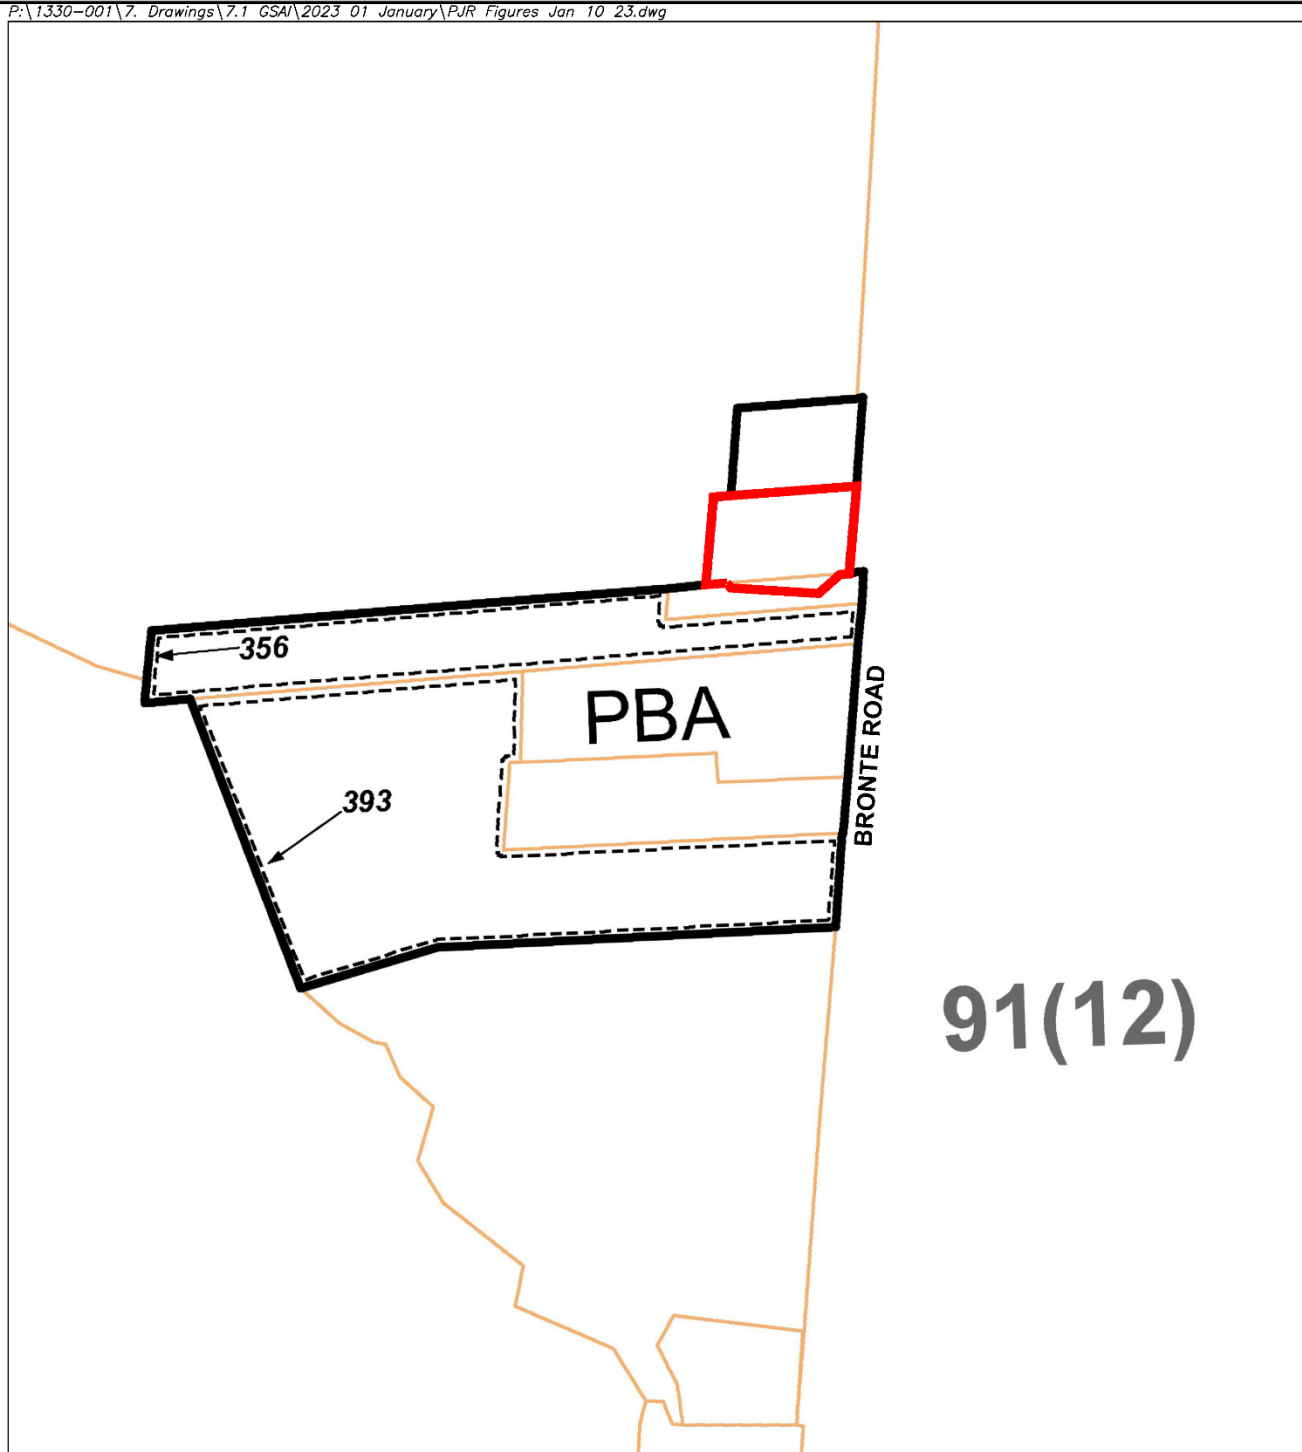 P:\1330-001\7. Drawings\7.1 GSAI\2023 01 January\PJR Figures Jan 10 23.dwg
356
PBA
BRONTE ROAD
393
91(12)